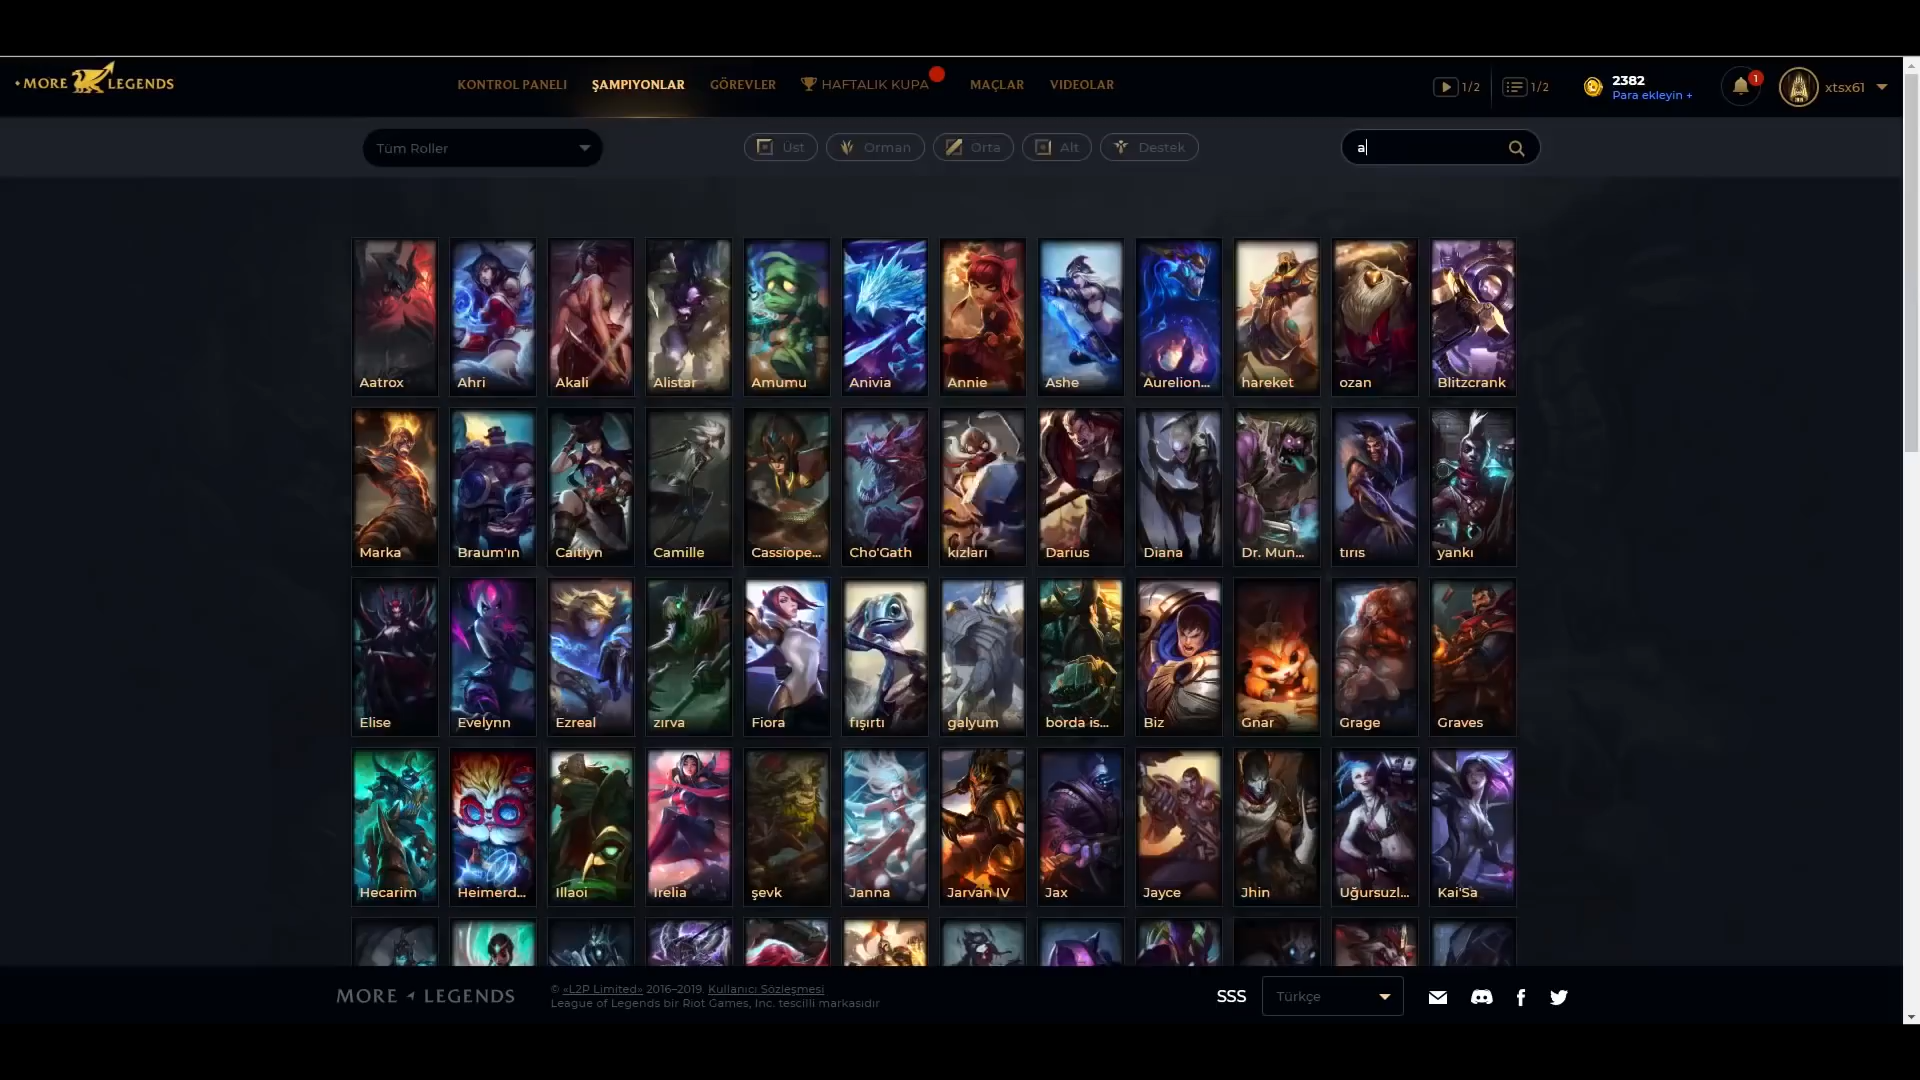 MORE LEGENDS
KONTROL PANELİ ŞAMPİYONLAR GÖREVLER HAFTALIK KUPA MAÇLAR VIDEOLAR
1/2 1/2 2382 1 xtsx61
Para ekleyin +
Tüm Roller Üst Orman Orta Alt Destek a
Aatrox Ahri Akali Alistar Amumu Anivia Annie Ashe Aurelion... hareket ozan Blitzcrank
Marka Braum'ın Caitlyn Camille Cassiope... Cho'Gath kızları Darius Diana Dr. Mun... tırıs yankı
Elise Evelynn Ezreal zırva Fiora fışırtı galyum borda is... Biz Gnar Grage Graves
Hecarim Heimerd... Illaoi Irelia şevk Janna Jarvan IV Jax Jayce Jhin Uğursuzl... Kai'Sa
MORE LEGENDS
© «L2P Limited» 2016–2019. Kullanıcı Sözleşmesi
League of Legends bir Riot Games, Inc. tescilli markasıdır
SSS Türkçe